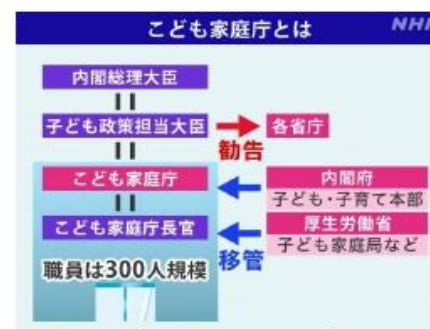 こども家庭庁とは
NHK
内閣総理大臣
子ども政策担当大臣
各省庁
勧告
こども家庭庁
内閣府
子ども・子育て本部
こども家庭庁長官
厚生労働省
子ども家庭局など
移管
職員は300人規模